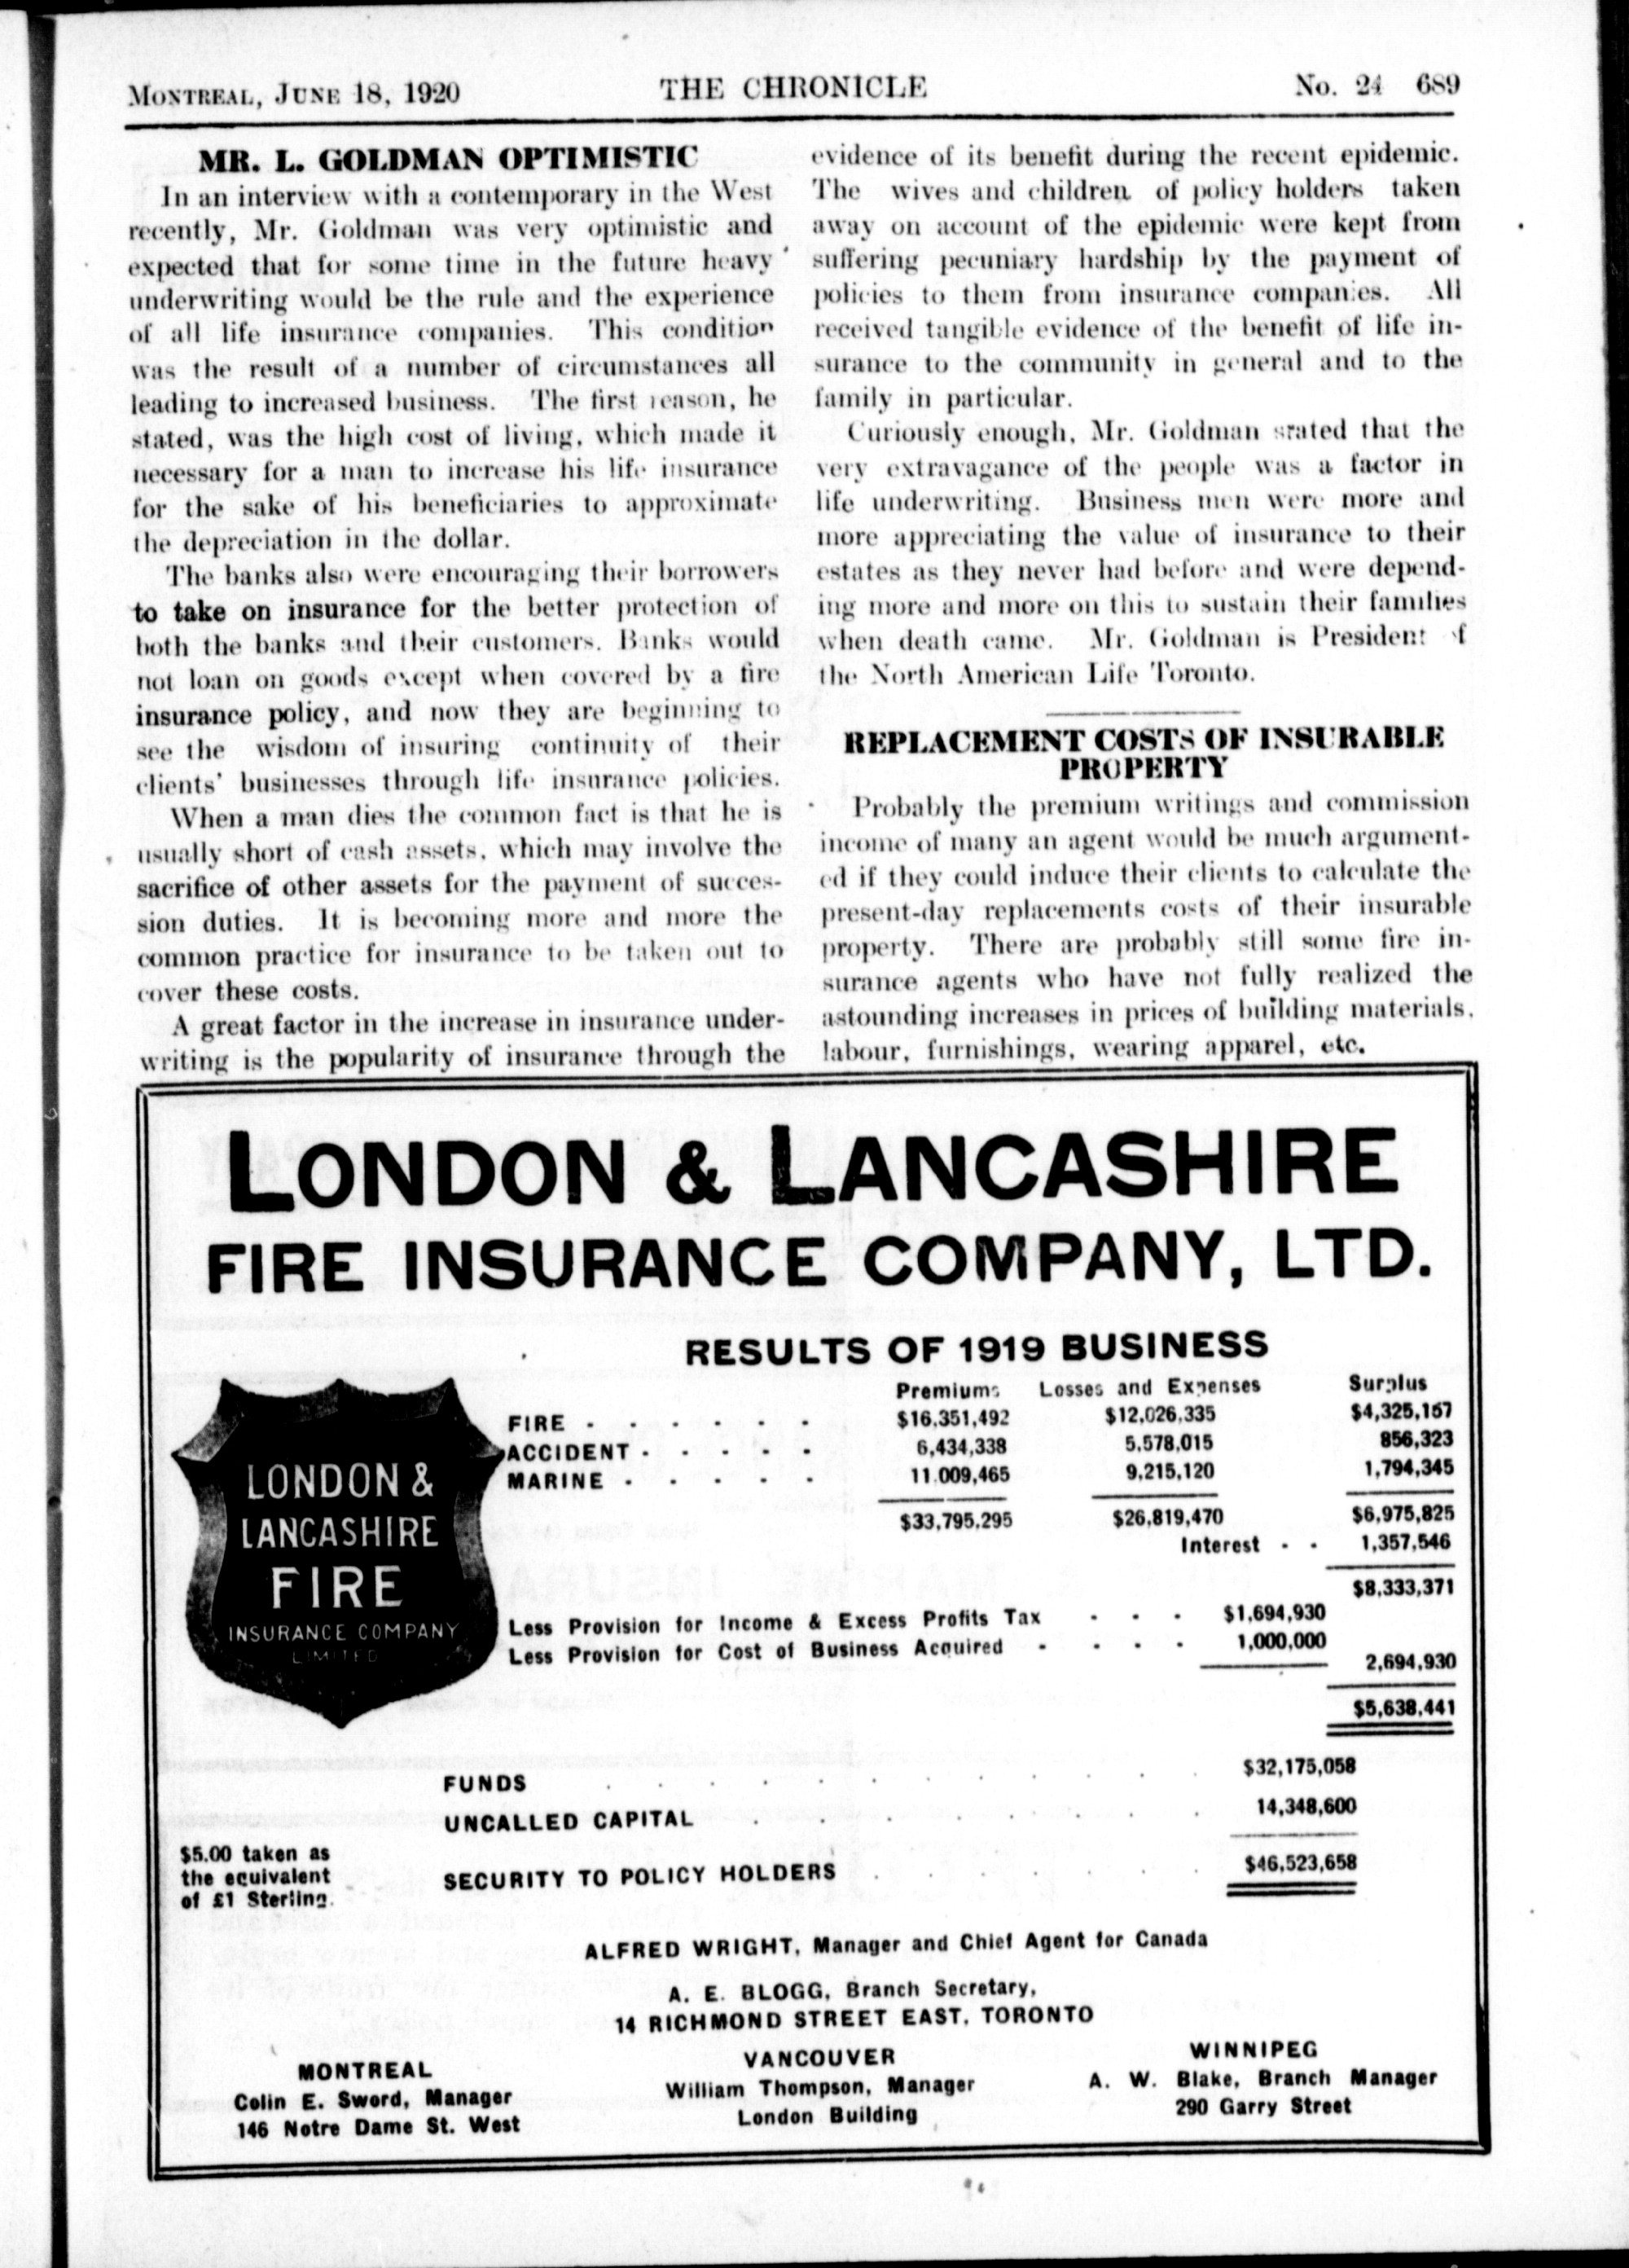 MONTREAL, JUNE 18, 1920 THE CHRONICLE No. 24 689
MR. L. GOLDMAN OPTIMISTIC
In an interview with a contemporary in the West
recently, Mr. Goldman was very optimistic and
expected that for some time in the future heavy
underwriting would be the rule and the experience
of all life insurance companies. This condition
was the result of a number of circumstances all
leading to increased business. The first reason, he
stated, was the high cost of living, which made it
necessary for a man to increase his life insurance
for the sake of his beneficiaries to approximate
the depreciation in the dollar.
The banks also were encouraging their borrowers
to take on insurance for the better protection of
both the banks and their customers. Banks would
not loan on goods except when covered by a fire
insurance policy, and now they are beginning to
see the wisdom of insuring continuity of their
clients' businesses through life insurance policies.
When a man dies the common fact is that he is
usually short of cash assets, which may involve the
sacrifice of other assets for the payment of succes-
sion duties. It is becoming more and more the
common practice for insurance to be taken out to
cover these costs.
A great factor in the increase in insurance under-
writing is the popularity of insurance through the
evidence of its benefit during the recent epidemic.
The wives and children of policy holders taken
away on account of the epidemic were kept from
suffering pecuniary hardship by the payment of
policies to them from insurance companies. All
received tangible evidence of the benefit of life in-
surance to the community in general and to the
family in particular.
Curiously enough, Mr. Goldman srated that the
very extravagance of the people was a factor in
life underwriting. Business men were more and
more appreciating the value of insurance to their
estates as they never had before and were depend-
ing more and more on this to sustain their families
when death came. Mr. Goldman is President of
the North American Life Toronto.
REPLACEMENT COSTS OF INSURABLE
PROPERTY
Probably the premium writings and commission
income of many an agent would be much argument-
ed if they could induce their clients to calculate the
present-day replacements costs of their insurable
property. There are probably still some fire in-
surance agents who have not fully realized the
astounding increases in prices of building materials,
labour, furnishings, wearing apparel, etc.
LONDON & LANCASHIRE
FIRE INSURANCE COMPANY, LTD.
RESULTS OF 1919 BUSINESS
Premiums Losses and Expenses Surplus
FIRE - - - - - - $16,351,492 $12,026,335 $4,325,157
ACCIDENT - - - - - 6,434,338 5,578,015 856,323
MARINE - - - - - 11,009,465 9,215,120 1,794,345
$33,795,295 $26,819,470 $6,975,825
Interest - - 1,357,546
$8,333,371
Less Provision for Income & Excess Profits Tax - - - $1,694,930
Less Provision for Cost of Business Acquired - - - - 1,000,000
2,694,930
$5,638,441
LONDON &
LANCASHIRE
FIRE
INSURANCE COMPANY
LIMITED
FUNDS . . . . . . . . . . . $32,175,058
UNCALLED CAPITAL . . . . . . . . 14,348,600
SECURITY TO POLICY HOLDERS . . . . . . . $46,523,658
$5.00 taken as
the equivalent
of £1 Sterling.
ALFRED WRIGHT, Manager and Chief Agent for Canada
A. E. BLOGG, Branch Secretary,
14 RICHMOND STREET EAST, TORONTO
MONTREAL
Colin E. Sword, Manager
146 Notre Dame St. West
VANCOUVER
William Thompson, Manager
London Building
WINNIPEG
A. W. Blake, Branch Manager
290 Garry Street